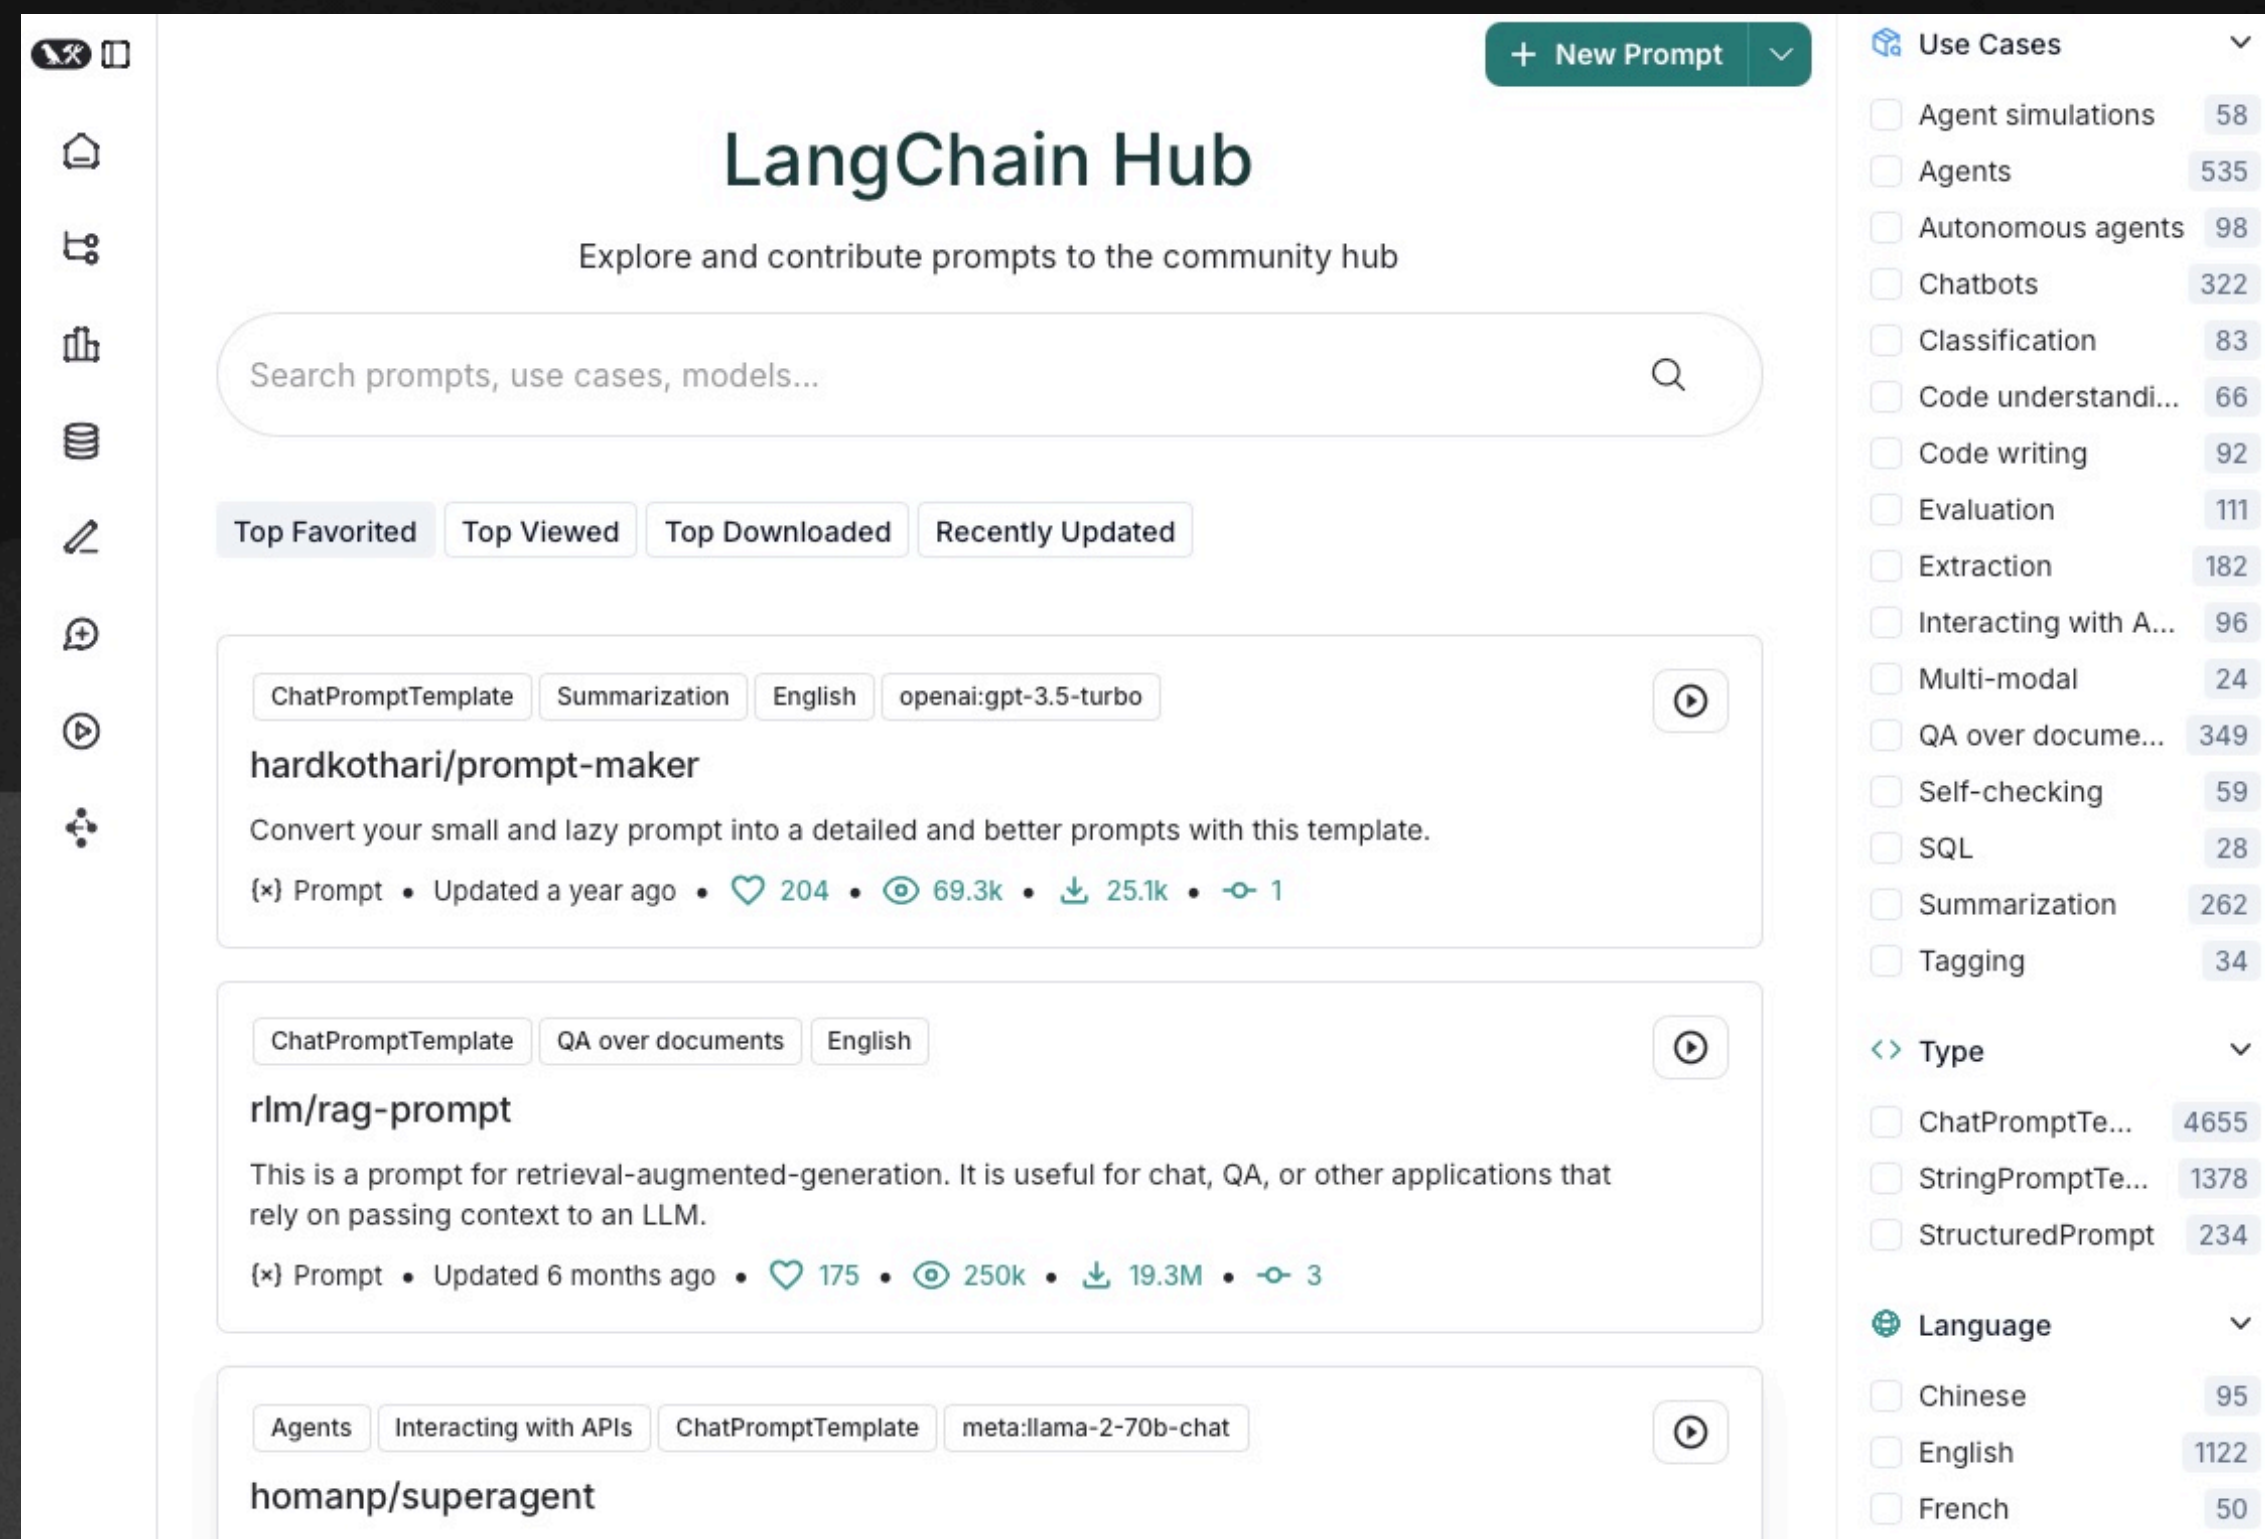 New Prompt
LangChain Hub
Explore and contribute prompts to the community hub
Search prompts, use cases, models...
Top Favorited
Top Viewed
Top Downloaded
Recently Updated
ChatPromptTemplate
Summarization
English
openai:gpt-3.5-turbo
hardkothari/prompt-maker
Convert your small and lazy prompt into a detailed and better prompts with this template.
{×} Prompt • Updated a year ago • 204 • 69.3k • 25.1k • 1
ChatPromptTemplate
QA over documents
English
rlm/rag-prompt
This is a prompt for retrieval-augmented-generation. It is useful for chat, QA, or other applications that
rely on passing context to an LLM.
{×} Prompt • Updated 6 months ago • 175 • 250k • 19.3M • 3
Agents
Interacting with APIs
ChatPromptTemplate
meta:llama-2-70b-chat
homanp/superagent
Use Cases
Agent simulations 58
Agents 535
Autonomous agents 98
Chatbots 322
Classification 83
Code understandi... 66
Code writing 92
Evaluation 111
Extraction 182
Interacting with A... 96
Multi-modal 24
QA over docume... 349
Self-checking 59
SQL 28
Summarization 262
Tagging 34
Type
ChatPromptTe... 4655
StringPromptTe... 1378
StructuredPrompt 234
Language
Chinese 95
English 1122
French 50